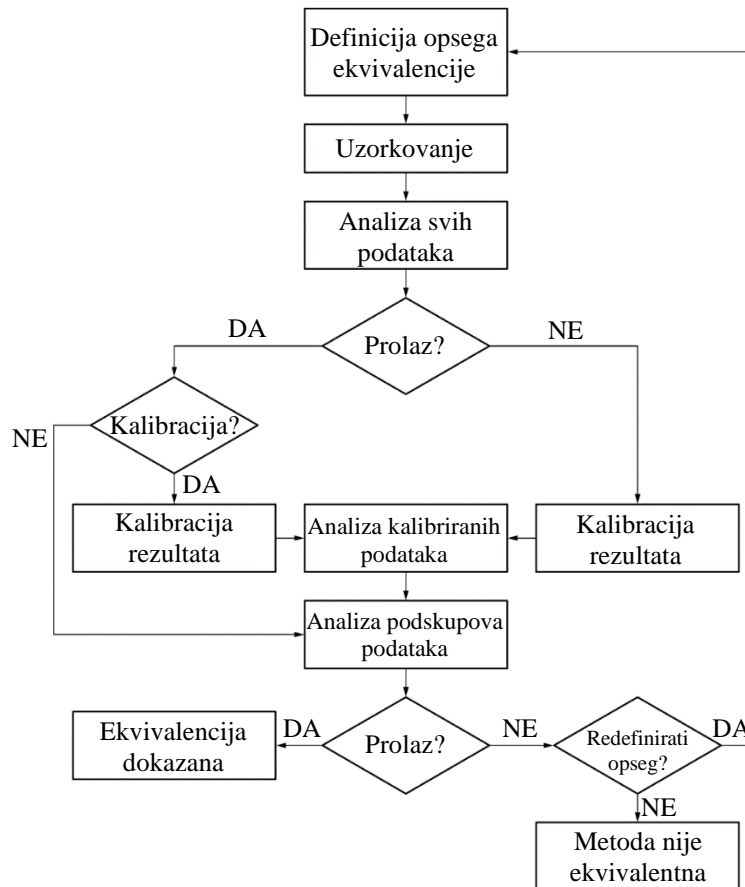 Definicija opsega
ekvivalencije
Uzorkovanje
Analiza svih
podataka
DA
Prolaz?
NE
NE
Kalibracija?
DA
Kalibracija
rezultata
Analiza kalibriranih
podataka
Kalibracija
rezultata
Analiza podskupova
podataka
Ekvivalencija
dokazana
DA
Prolaz?
NE
Redefinirati
opseg?
DA
NE
Metoda nije
ekvivalentna